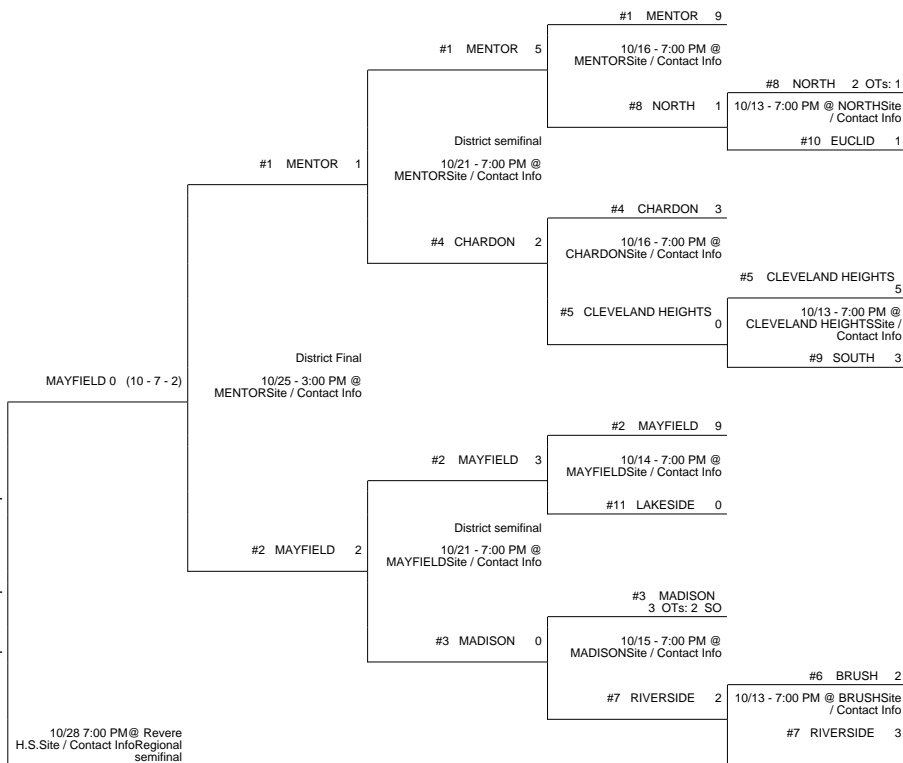 #1 MENTOR 9
10/16 - 7:00 PM @
MENTORSite / Contact Info
#1 MENTOR 5
#8 NORTH 2 OTs: 1
#8 NORTH 1
10/13 - 7:00 PM @ NORTHSite
/ Contact Info
#10 EUCLID 1
District semifinal
10/21 - 7:00 PM @
MENTORSite / Contact Info
#1 MENTOR 1
#4 CHARDON 3
10/16 - 7:00 PM @
CHARDONSite / Contact Info
#4 CHARDON 2
#5 CLEVELAND HEIGHTS
5
#5 CLEVELAND HEIGHTS
0
10/13 - 7:00 PM @
CLEVELAND HEIGHTSSite /
Contact Info
#9 SOUTH 3
District Final
10/25 - 3:00 PM @
MENTORSite / Contact Info
MAYFIELD 0 (10 - 7 - 2)
#2 MAYFIELD 9
10/14 - 7:00 PM @
MAYFIELDSite / Contact Info
#2 MAYFIELD 3
#11 LAKESIDE 0
District semifinal
10/21 - 7:00 PM @
MAYFIELDSite / Contact Info
#2 MAYFIELD 2
#3 MADISON
3 OTs: 2 SO
10/15 - 7:00 PM @
MADISONSite / Contact Info
#3 MADISON 0
#6 BRUSH 2
#7 RIVERSIDE 2
10/13 - 7:00 PM @ BRUSHSite
/ Contact Info
#7 RIVERSIDE 3
10/28 7:00 PM@ Revere
H.S.Site / Contact InfoRegional
semifinal